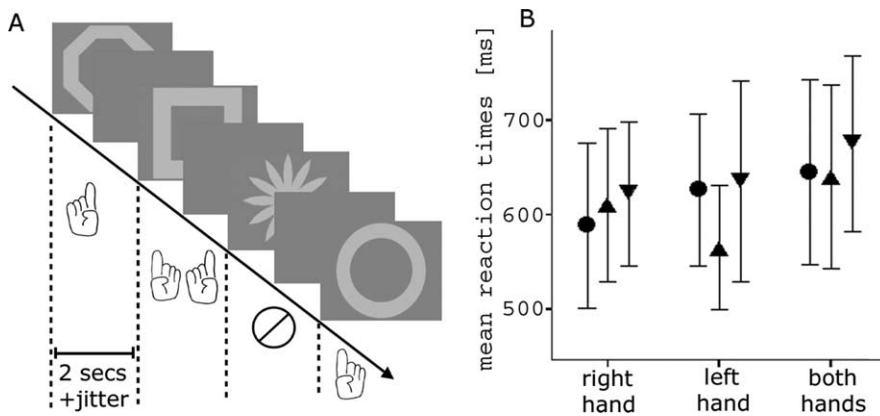 A
2 secs
+jitter
B
mean reaction times [ms]
700
600
500
right
hand
left
hand
both
hands